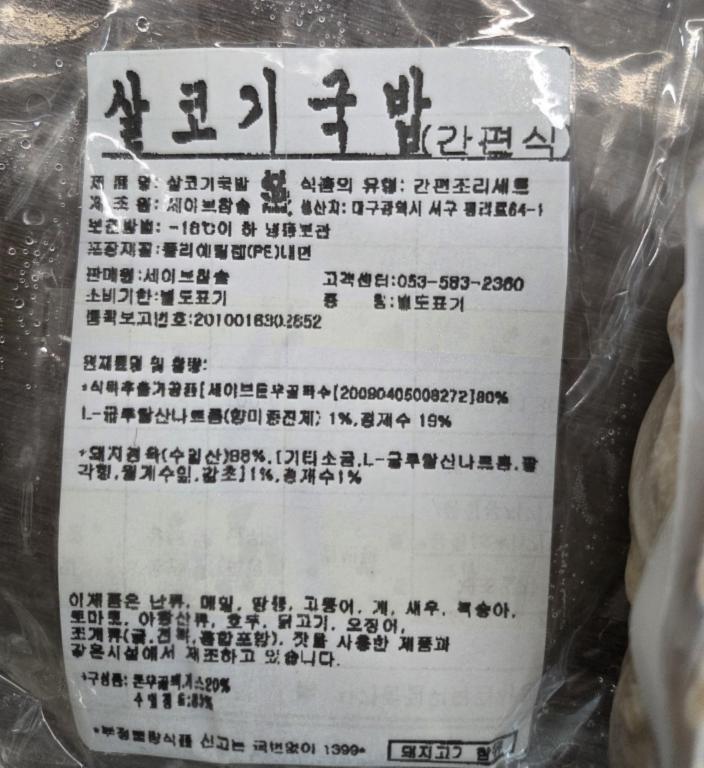 살코기국밥(간편식)
제 품 명: 살코기국밥 식품의 유형: 간편조리세트
제 조 원: 세이브참솔 생산지: 대구광역시 서구 평리로64-1
보관방법: -18℃이 하 냉동보관
포장재질:폴리에틸렌(PE)내면
판매원:세이브참솔 고객센터:053-583-2360
소비기한:별도표기 중 량:별도표기
품목보고번호:201001630.2852
원재료명 및 함량:
*식육추출가공품[세이브돈우골육수[20090405008272]80%
L-글루탐산나트륨(향미증진제) 1%,정제수 19%
*돼지정육(수입산)98%,[기타소금,L-글루탐산나트륨,팔
각향,월계수잎,감초]1%,정제수1%
이제품은 난류, 메밀, 땅콩, 고등어, 게, 새우, 복숭아,
토마토, 아황산류, 호두, 닭고기, 오징어,
조개류(굴,전복,홍합포함), 잣을 사용한 제품과
같은시설에서 제조하고 있습니다.
*구성품: 20%
*부정불량식품 신고는 국번없이 1399*
돼지고기 함유